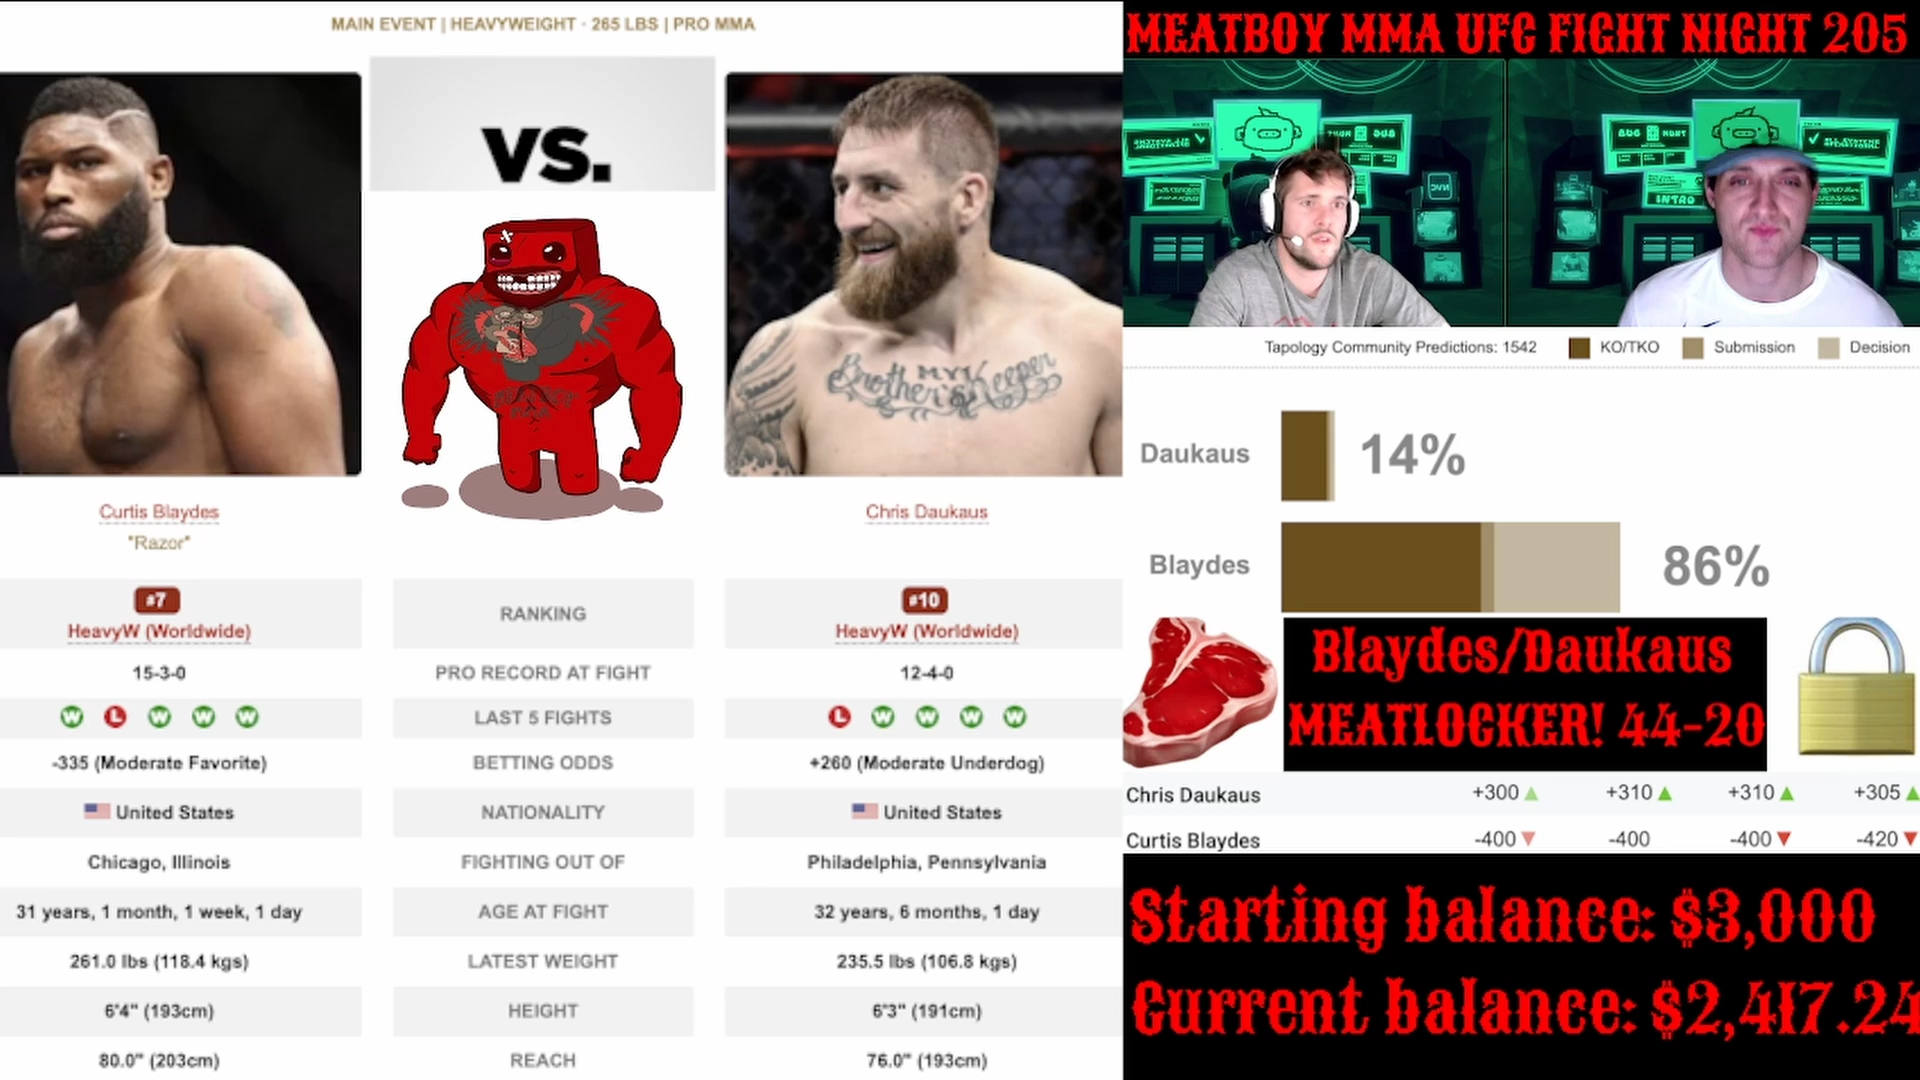 MAIN EVENT | HEAVYWEIGHT · 265 LBS | PRO MMA
VS.
MY
Brother's Keeper
Curtis Blaydes
"Razor"
Chris Daukaus
#7
HeavyW (Worldwide)
RANKING
#10
HeavyW (Worldwide)
15-3-0
PRO RECORD AT FIGHT
12-4-0
W L W W W
LAST 5 FIGHTS
L W W W W
-335 (Moderate Favorite)
BETTING ODDS
+260 (Moderate Underdog)
United States
NATIONALITY
United States
Chicago, Illinois
FIGHTING OUT OF
Philadelphia, Pennsylvania
31 years, 1 month, 1 week, 1 day
AGE AT FIGHT
32 years, 6 months, 1 day
261.0 lbs (118.4 kgs)
LATEST WEIGHT
235.5 lbs (106.8 kgs)
6'4" (193cm)
HEIGHT
6'3" (191cm)
80.0" (203cm)
REACH
76.0" (193cm)
MEATBOY MMA UFC FIGHT NIGHT 205
INTRO
Tapology Community Predictions: 1542
KO/TKO
Submission
Decision
Daukaus
14%
Blaydes
86%
Blaydes/Daukaus
MEATLOCKER! 44-20
Chris Daukaus +300 +310 +310 +305
Curtis Blaydes -400 -400 -400 -420
Starting balance: $3,000
Current balance: $2,417.24